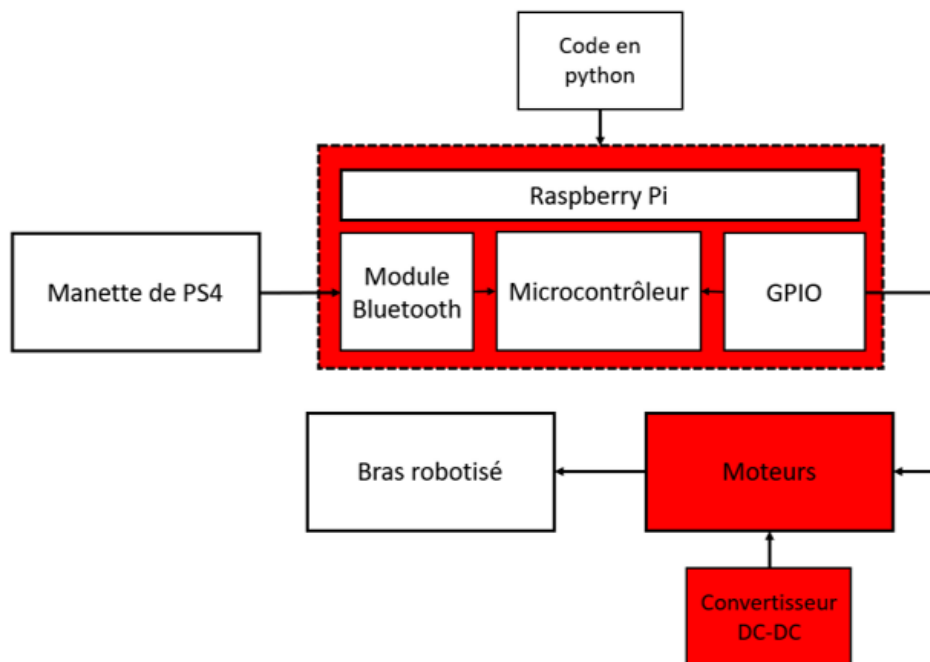 Code en
python
Raspberry Pi
Manette de PS4
Module
Bluetooth
Microcontrôleur
GPIO
Bras robotisé
Moteurs
Convertisseur
DC-DC